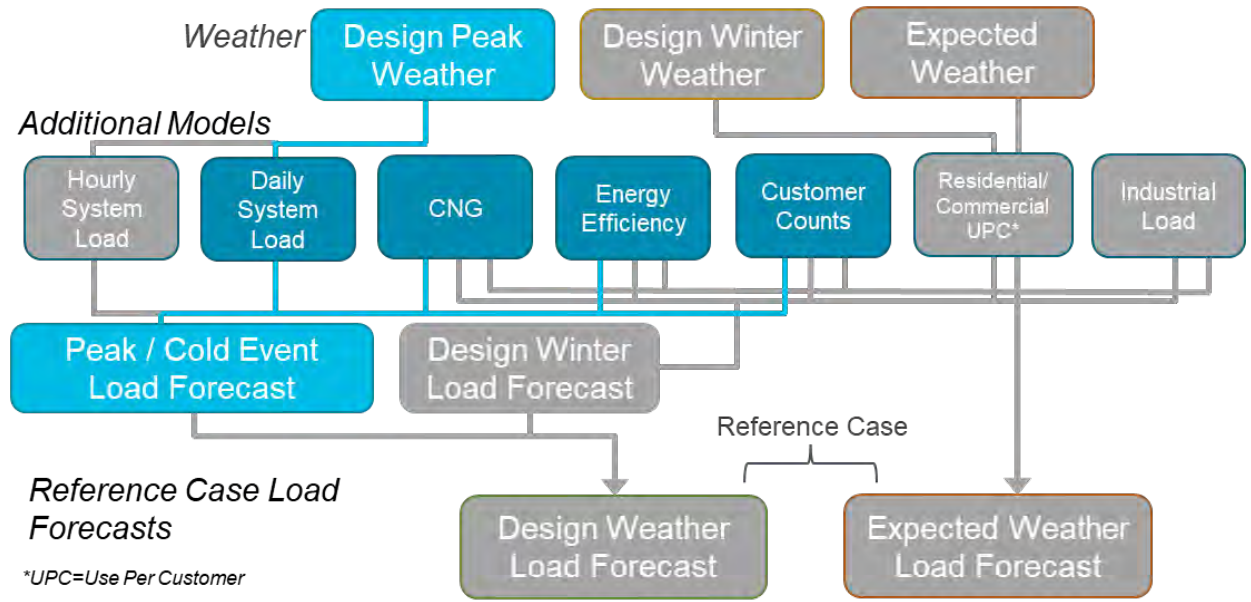 Weather
Design Peak
Weather
Design Winter
Weather
Expected
Weather
Additional Models
Hourly
System
Load
Daily
System
Load
CNG
Energy
Efficiency
Customer
Counts
Residential/
Commercial
UPC*
Industrial
Load
Peak / Cold Event
Load Forecast
Design Winter
Load Forecast
Reference Case
Reference Case Load
Forecasts
Design Weather
Load Forecast
Expected Weather
Load Forecast
*UPC=Use Per Customer